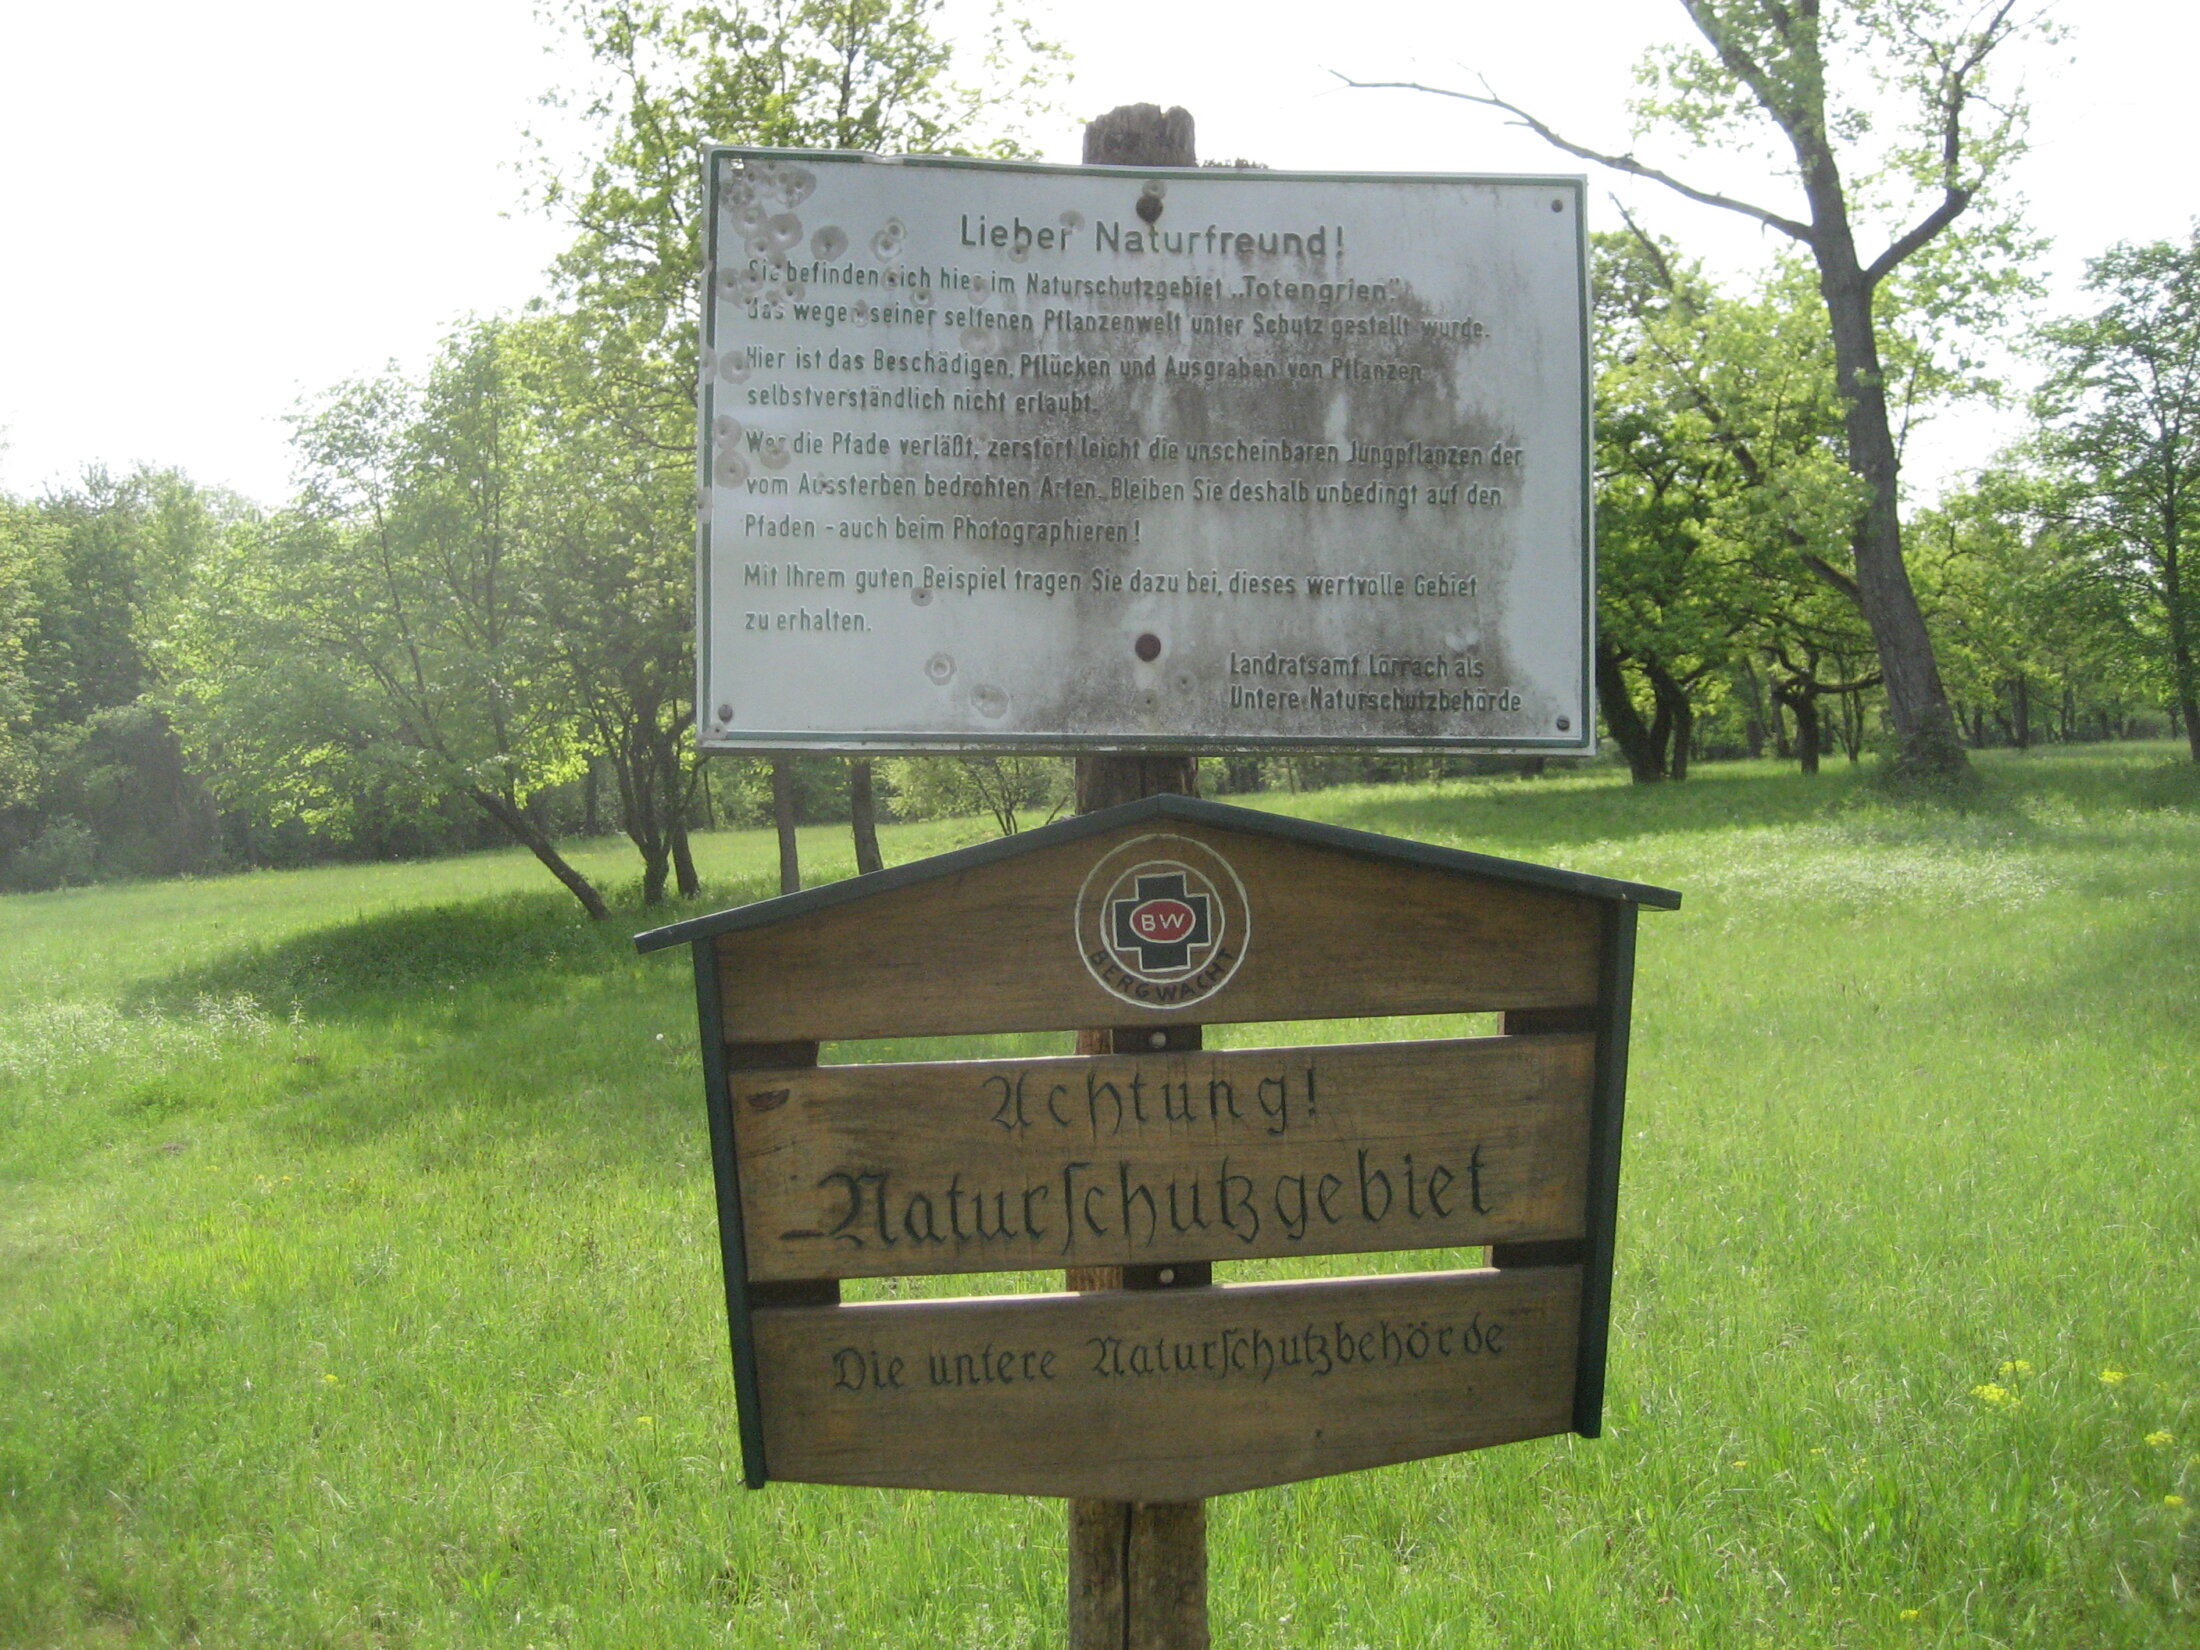 Lieber Naturfreund!
Sie befinden sich hier im Naturschutzgebiet „Totengrien",
das wegen seiner seltenen Pflanzenwelt unter Schutz gestellt wurde.
Hier ist das Beschädigen, Pflücken und Ausgraben von Pflanzen
selbstverständlich nicht erlaubt.
Wer die Pfade verläßt, zerstört leicht die unscheinbaren Jungpflanzen der
vom Aussterben bedrohten Arten. Bleiben Sie deshalb unbedingt auf den
Pfaden - auch beim Photographieren!
Mit Ihrem guten Beispiel tragen Sie dazu bei, dieses wertvolle Gebiet
zu erhalten.
Landratsamt Lörrach als
Untere Naturschutzbehörde
BW
BERGWACHT
Achtung!
Naturſchutzgebiet
Die untere Naturſchutzbehörde